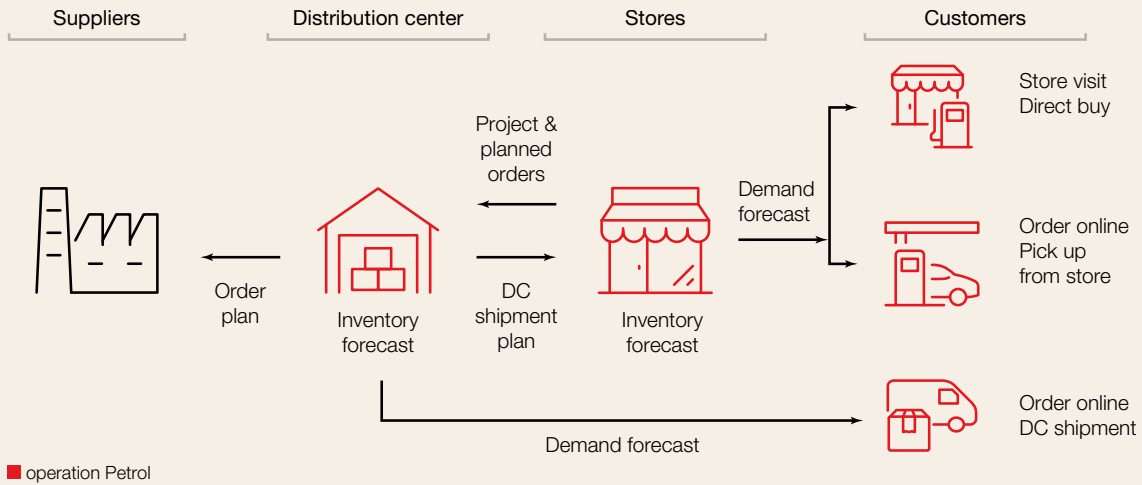 Suppliers
Distribution center
Stores
Customers
Store visit
Direct buy
Project &
planned
orders
Demand
forecast
Order online
Pick up
from store
Order
plan
Inventory
forecast
DC
shipment
plan
Inventory
forecast
Order online
DC shipment
Demand forecast
operation Petrol